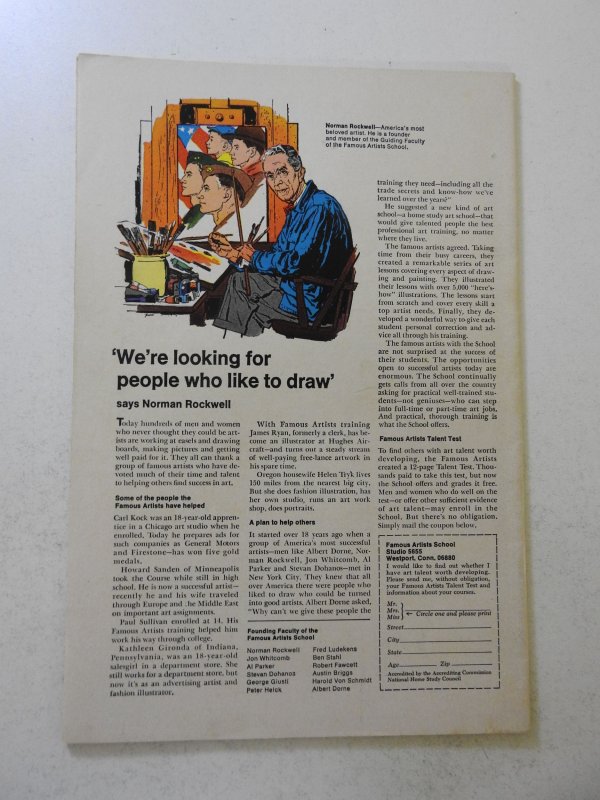 Norman Rockwell—America's most
beloved artist. He is a founder
and member of the Guiding Faculty
of the Famous Artists School.
'We're looking for
people who like to draw'
says Norman Rockwell
Today hundreds of men and women
who never thought they could be art-
ists are working at easels and drawing
boards, making pictures and getting
well paid for it. They all can thank a
group of famous artists who have de-
voted much of their time and talent
to helping others find success in art.
Some of the people the
Famous Artists have helped
Carl Kock was an 18-year-old appren-
tice in a Chicago art studio when he
enrolled. Today he prepares ads for
such companies as General Motors
and Firestone—has won five gold
medals.
Howard Sanden of Minneapolis
took the Course while still in high
school. He is now a successful artist—
recently he and his wife traveled
through Europe and the Middle East
on important art assignments.
Paul Sullivan enrolled at 14. His
Famous Artists training helped him
work his way through college.
Kathleen Gironda of Indiana,
Pennsylvania, was an 18-year-old
salesgirl in a department store. She
still works for a department store, but
now it's as an advertising artist and
fashion illustrator.
With Famous Artists training
James Ryan, formerly a clerk, has be-
come an illustrator at Hughes Air-
craft—and turns out a steady stream
of well-paying free-lance artwork in
his spare time.
Oregon housewife Helen Tryk lives
150 miles from the nearest big city.
But she does fashion illustration, has
her own studio, runs an art work
shop, does portraits.
A plan to help others
It started over 18 years ago when a
group of America's most successful
artists—men like Albert Dorne, Nor-
man Rockwell, Jon Whitcomb, Al
Parker and Stevan Dohanos—met in
New York City. They knew that all
over America there were people who
liked to draw who could be turned
into good artists. Albert Dorne asked,
"Why can't we give these people the
Founding Faculty of the
Famous Artists School
Norman Rockwell
Jon Whitcomb
Al Parker
Stevan Dohanos
George Giusti
Peter Helck
Fred Ludekens
Ben Stahl
Robert Fawcett
Austin Briggs
Harold Von Schmidt
Albert Dorne
training they need—including all the
trade secrets and know-how we've
learned over the years?"
He suggested a new kind of art
school—a home study art school—that
would give talented people the best
professional art training, no matter
where they live.
The famous artists agreed. Taking
time from their busy careers, they
created a remarkable series of art
lessons covering every aspect of draw-
ing and painting. They illustrated
their lessons with over 5,000 "here's-
how" illustrations. The lessons start
from scratch and cover every skill a
top artist needs. Finally, they de-
veloped a wonderful way to give each
student personal correction and ad-
vice all through his training.
The famous artists with the School
are not surprised at the success of
their students. The opportunities
open to successful artists today are
enormous. The School continually
gets calls from all over the country
asking for practical well-trained stu-
dents—not geniuses—who can step
into full-time or part-time art jobs.
And practical, thorough training is
what the School offers.
Famous Artists Talent Test
To find others with art talent worth
developing, the Famous Artists
created a 12-page Talent Test. Thou-
sands paid to take this test, but now
the School offers and grades it free.
Men and women who do well on the
test—or offer other sufficient evidence
of art talent—may enroll in the
School. But there's no obligation.
Simply mail the coupon below.
Famous Artists School
Studio 5655
Westport, Conn. 06880
I would like to find out whether I
have art talent worth developing.
Please send me, without obligation,
your Famous Artists Talent Test and
information about your courses.
Mr.
Mrs. ← Circle one and please print
Miss
Street
City
State
Age Zip
Accredited by the Accrediting Commission
National Home Study Council